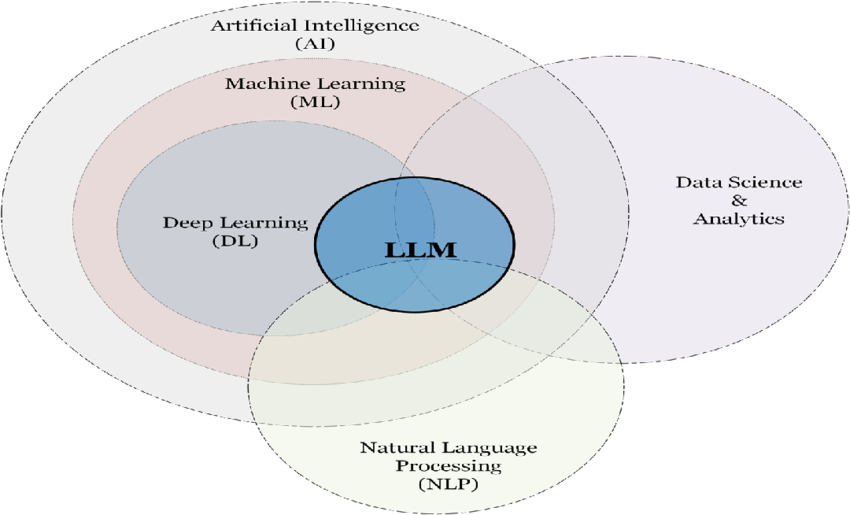 Artificial Intelligence
(AI)
Machine Learning
(ML)
Deep Learning
(DL)
LLM
Data Science
&
Analytics
Natural Language
Processing
(NLP)